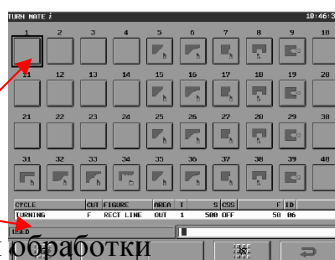 TURN MATE i 10:46:3
1 2 3 4 5 6 7 8 9 10
11 12 13 14 15 16 17 18 19 20
21 22 23 24 25 26 27 28 29 30
31 32 33 34 35 36 37 38 39 40
CYCLE CUT FIGURE AREA T S CSS F ID
TURNING F RECT LINE OUT 1 500 OFF 50 06
обработки